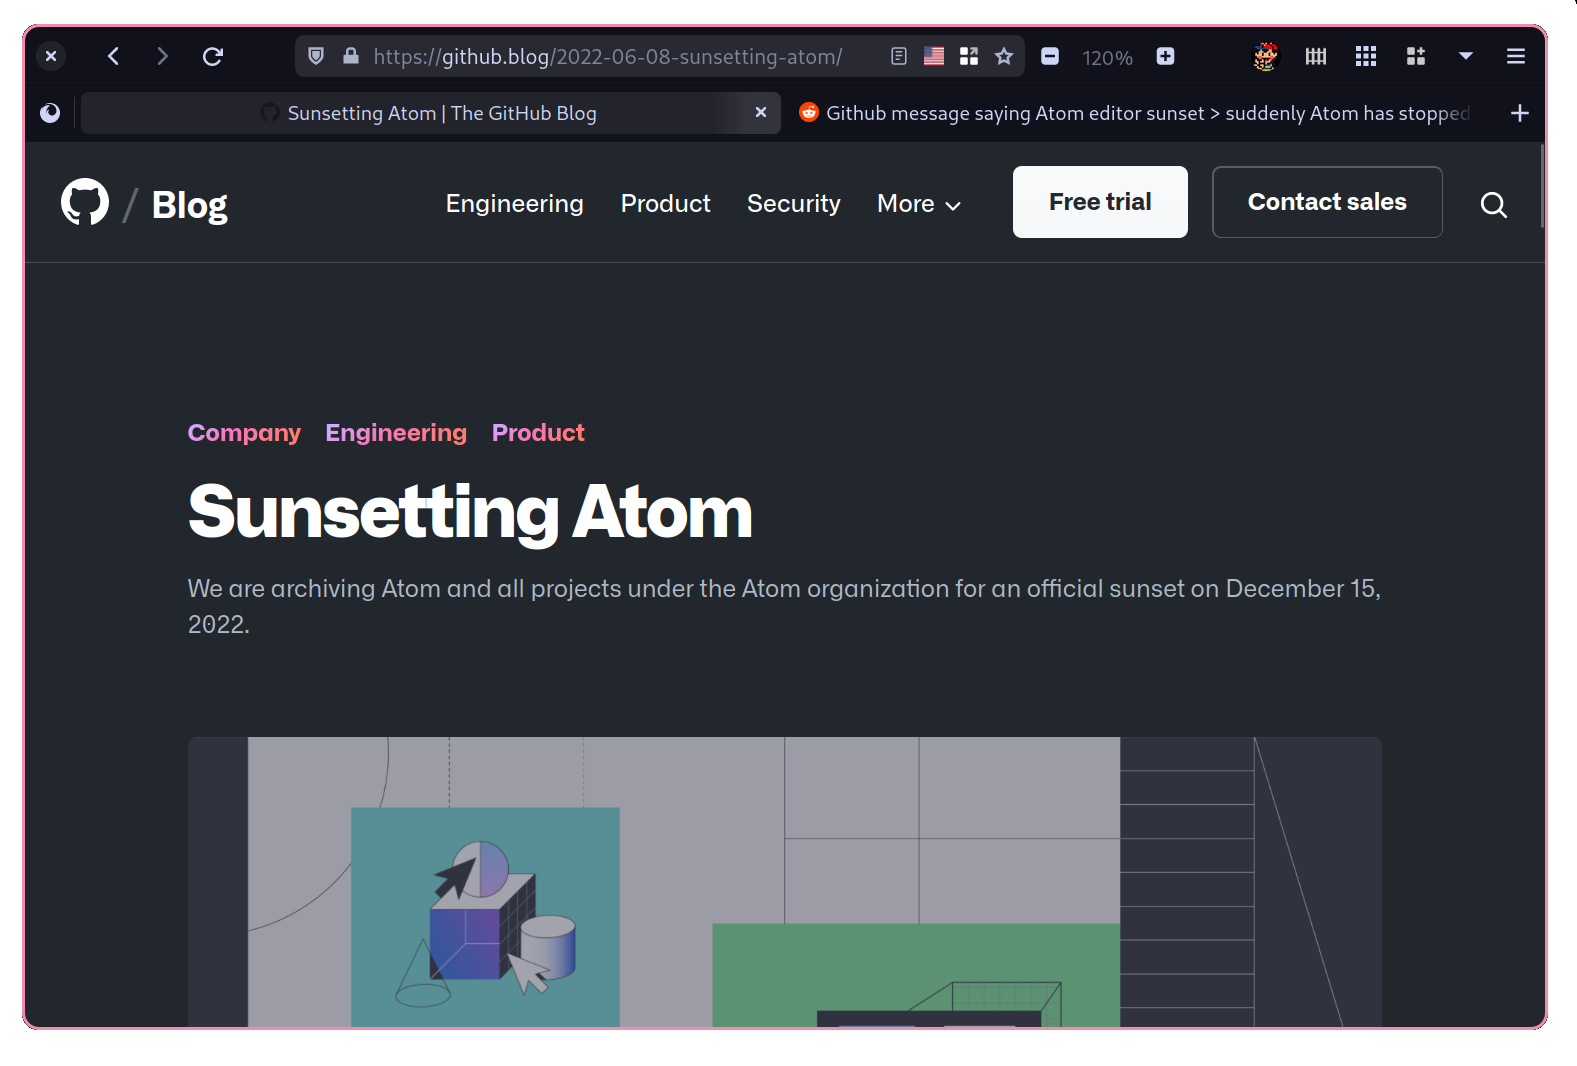 https://github.blog/2022-06-08-sunsetting-atom/
120%
Sunsetting Atom | The GitHub Blog
Github message saying Atom editor sunset > suddenly Atom has stopped
/ Blog
Engineering
Product
Security
More
Free trial
Contact sales
Company Engineering Product
Sunsetting Atom
We are archiving Atom and all projects under the Atom organization for an official sunset on December 15,
2022.